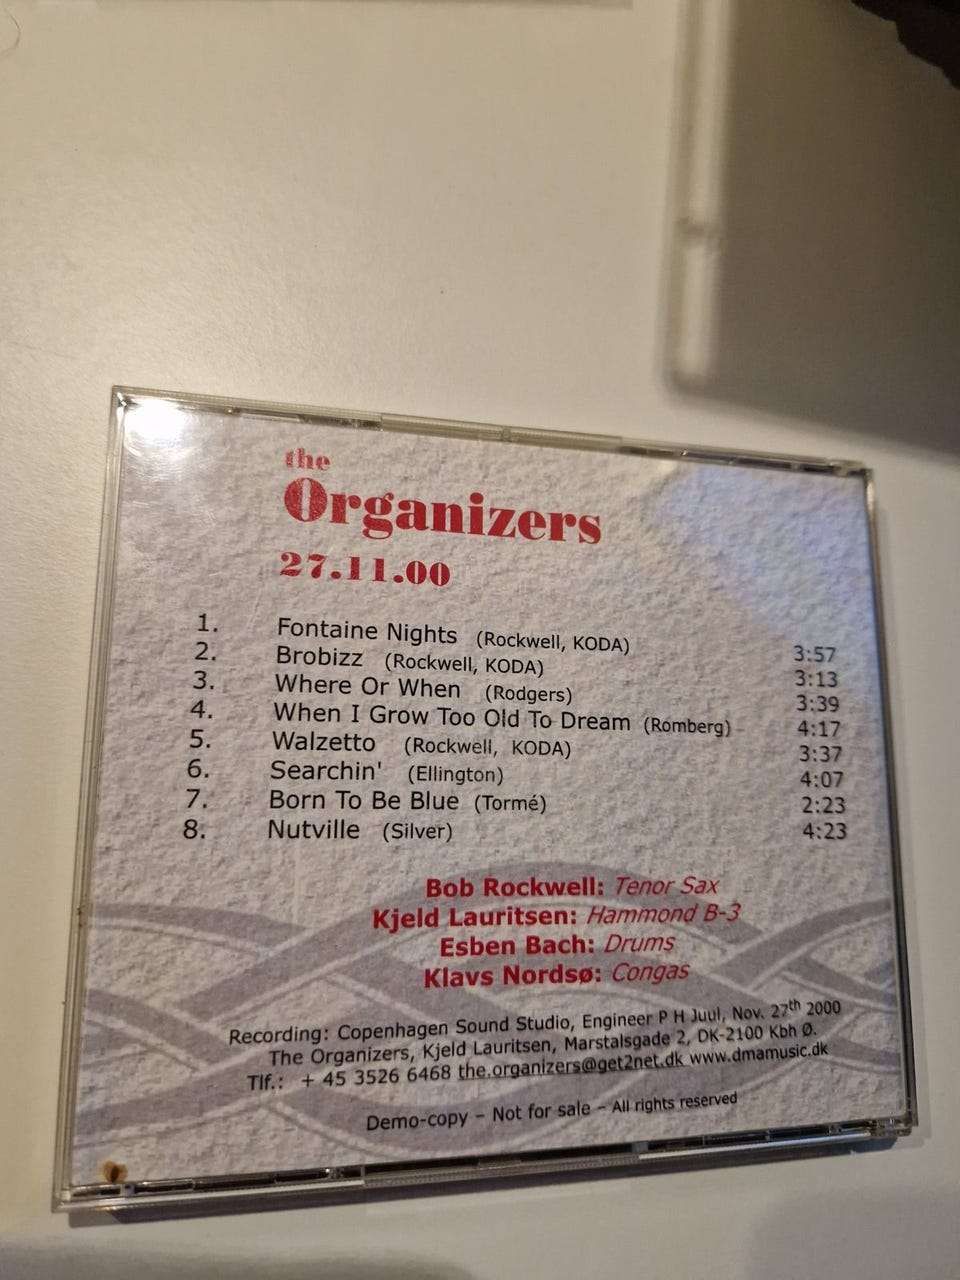 the
Organizers
27.11.00
1. Fontaine Nights (Rockwell, KODA) 3:57
2. Brobizz (Rockwell, KODA) 3:13
3. Where Or When (Rodgers) 3:39
4. When I Grow Too Old To Dream (Romberg) 4:17
5. Walzetto (Rockwell, KODA) 3:37
6. Searchin' (Ellington) 4:07
7. Born To Be Blue (Tormé) 2:23
8. Nutville (Silver) 4:23
Bob Rockwell: Tenor Sax
Kjeld Lauritsen: Hammond B-3
Esben Bach: Drums
Klavs Nordsø: Congas
Recording: Copenhagen Sound Studio, Engineer P H Juul, Nov. 27th 2000
The Organizers, Kjeld Lauritsen, Marstalsgade 2, DK-2100 Kbh Ø.
Tlf.: + 45 3526 6468 the.organizers@get2net.dk www.dmamusic.dk
Demo-copy – Not for sale – All rights reserved